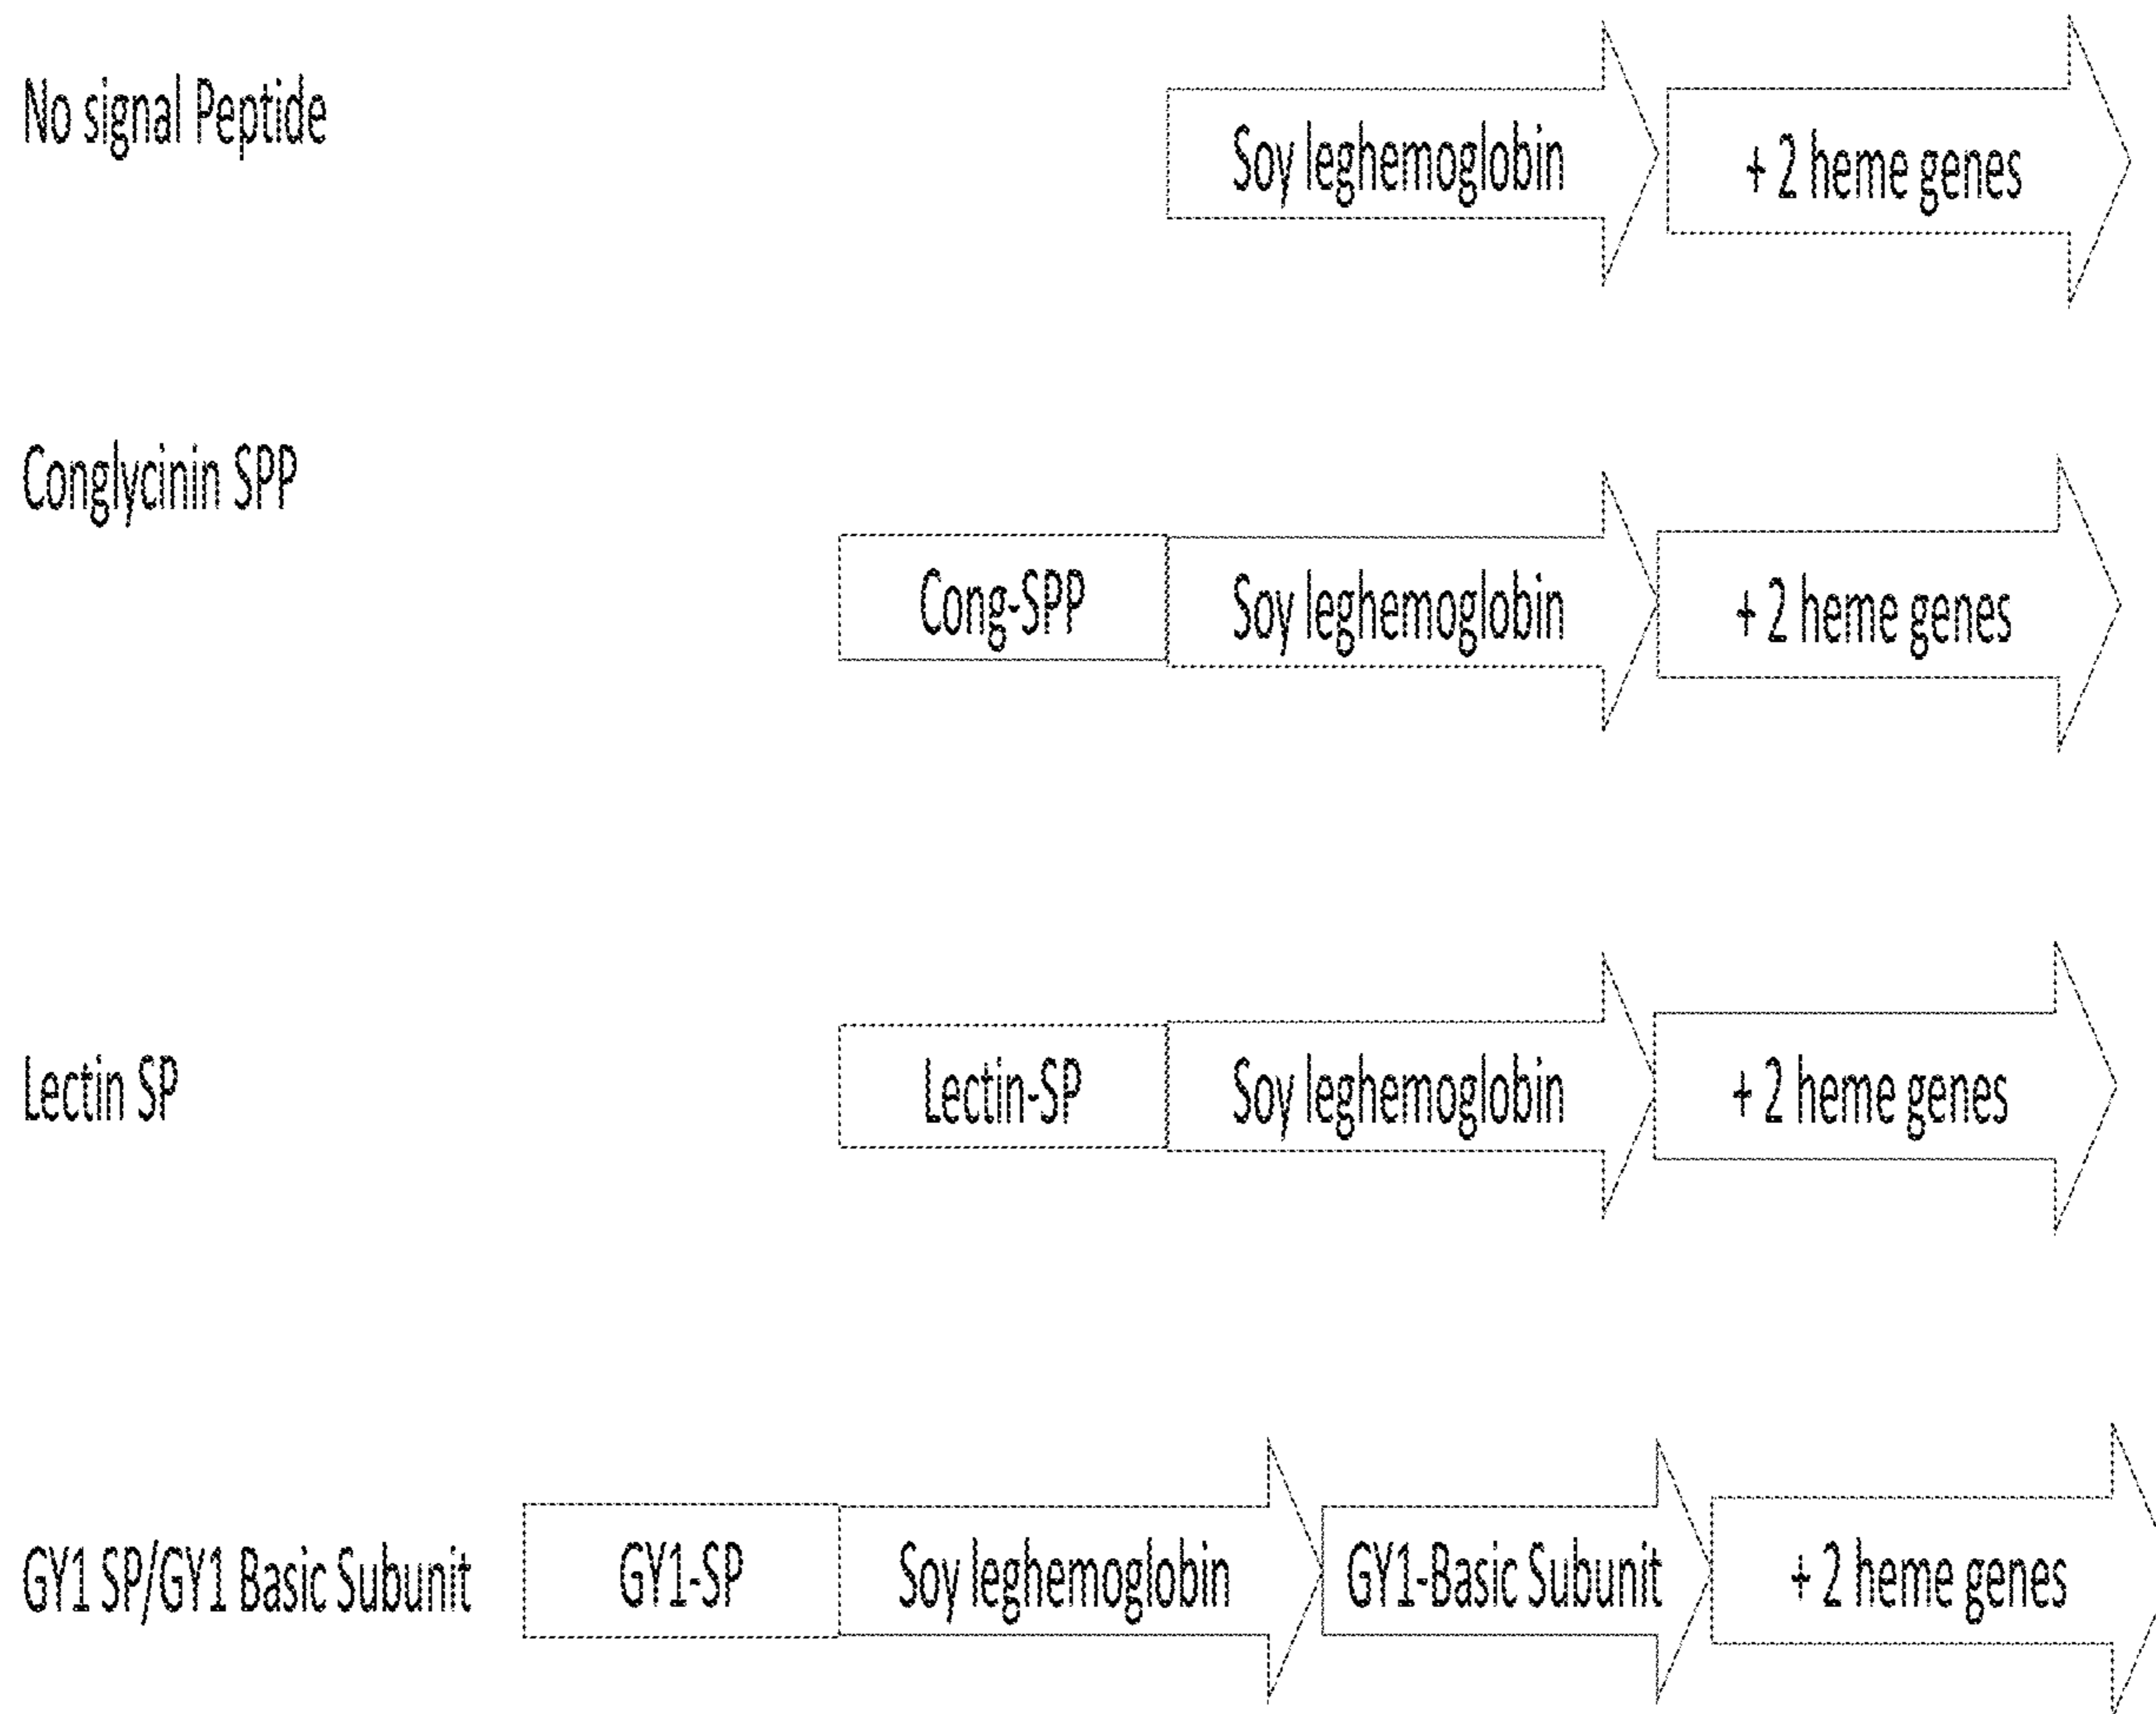 No signal Peptide
Soy leghemoglobin
+ 2 heme genes
Conglycinin SPP
Cong-SPP
Soy leghemoglobin
+ 2 heme genes
Lectin SP
Lectin-SP
Soy leghemoglobin
+ 2 heme genes
GY1 SP/GY1 Basic Subunit
GY1-SP
Soy leghemoglobin
GY1-Basic Subunit
+ 2 heme genes